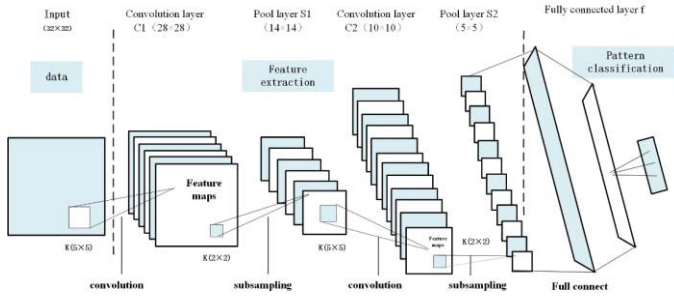 Input
(32×32)
Convolution layer
C1 (28×28)
Pool layer S1
(14×14)
Convolution layer
C2 (10×10)
Pool layer S2
(5×5)
Fully connected layer f
data
Feature
extraction
Pattern
classification
Feature
maps
Feature
maps
K(5×5)
K(2×2)
K(5×5)
K(2×2)
convolution
subsampling
convolution
subsampling
Full connect